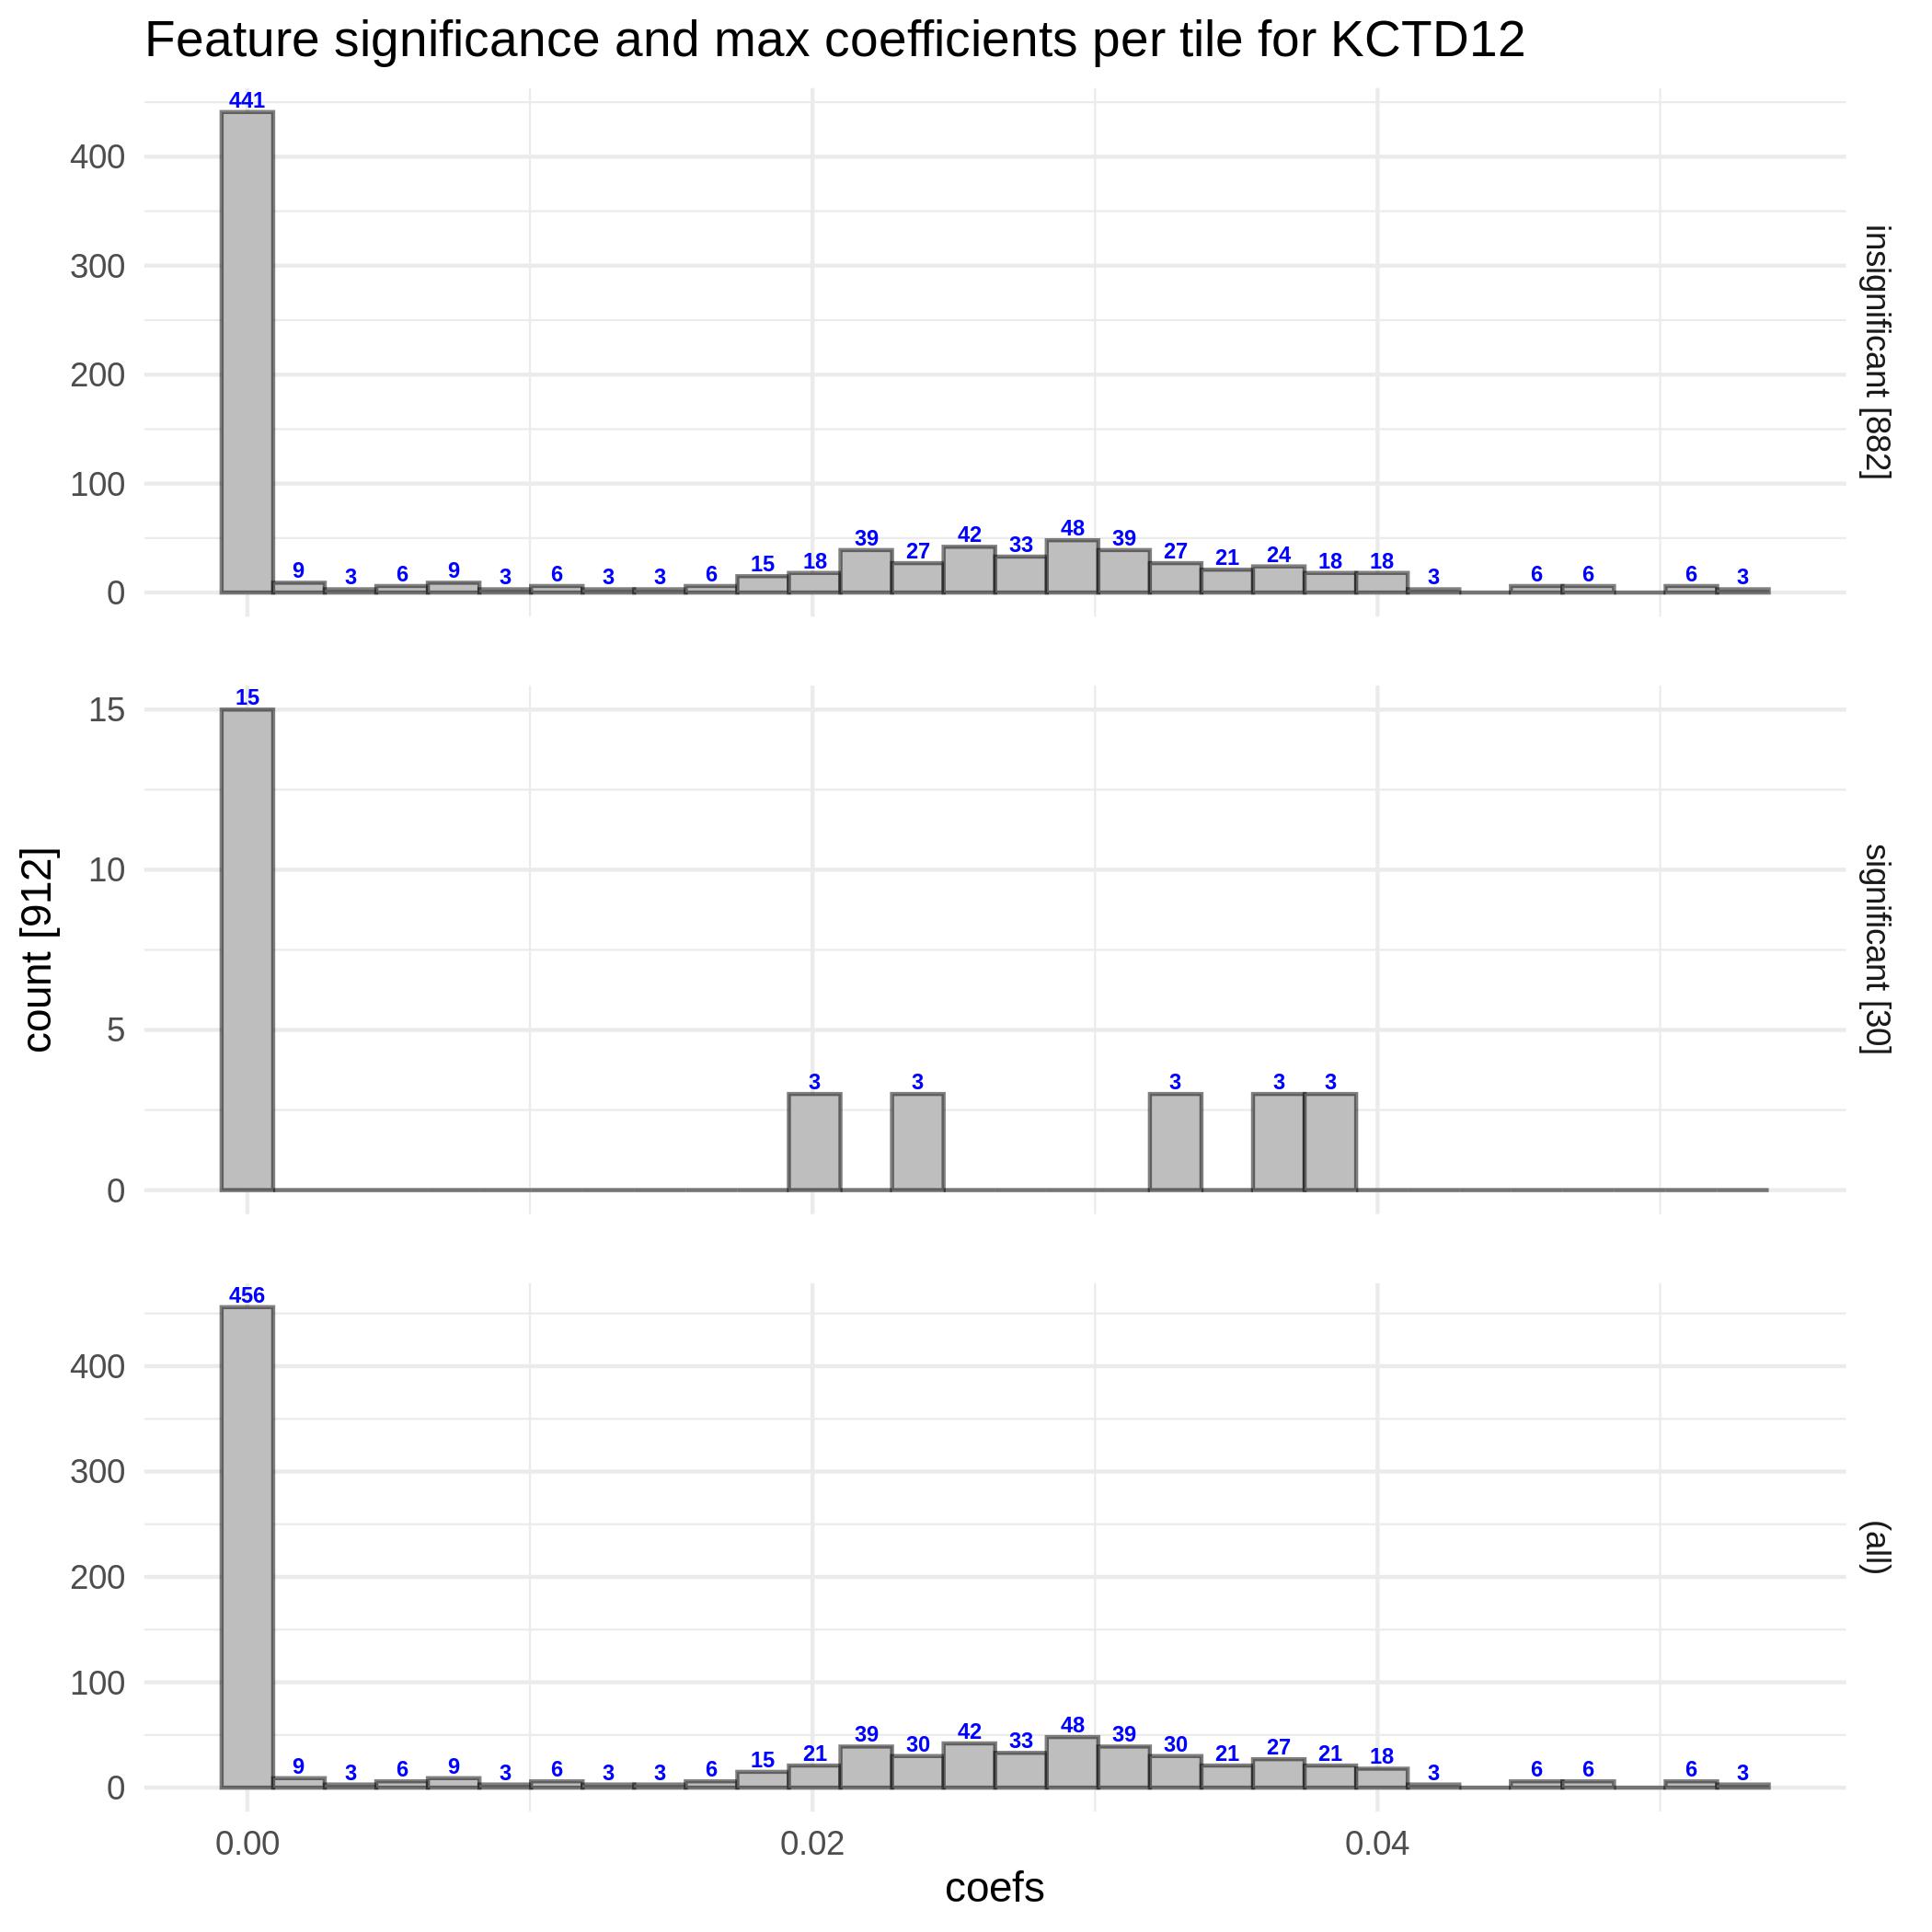 Feature significance and max coefficients per tile for KCTD12
441
400
300
200
100
0
9 3 6 9 3 6 3 3 6 15 18 39 27 42 33 48 39 27 21 24 18 18 3 6 6 6 3
insignificant [882]
15
15
10
5
0
3 3 3 3 3
significant [30]
count [912]
456
400
300
200
100
0
9 3 6 9 3 6 3 3 6 15 21 39 30 42 33 48 39 30 21 27 21 18 3 6 6 6 3
(all)
0.00 0.02 0.04
coefs